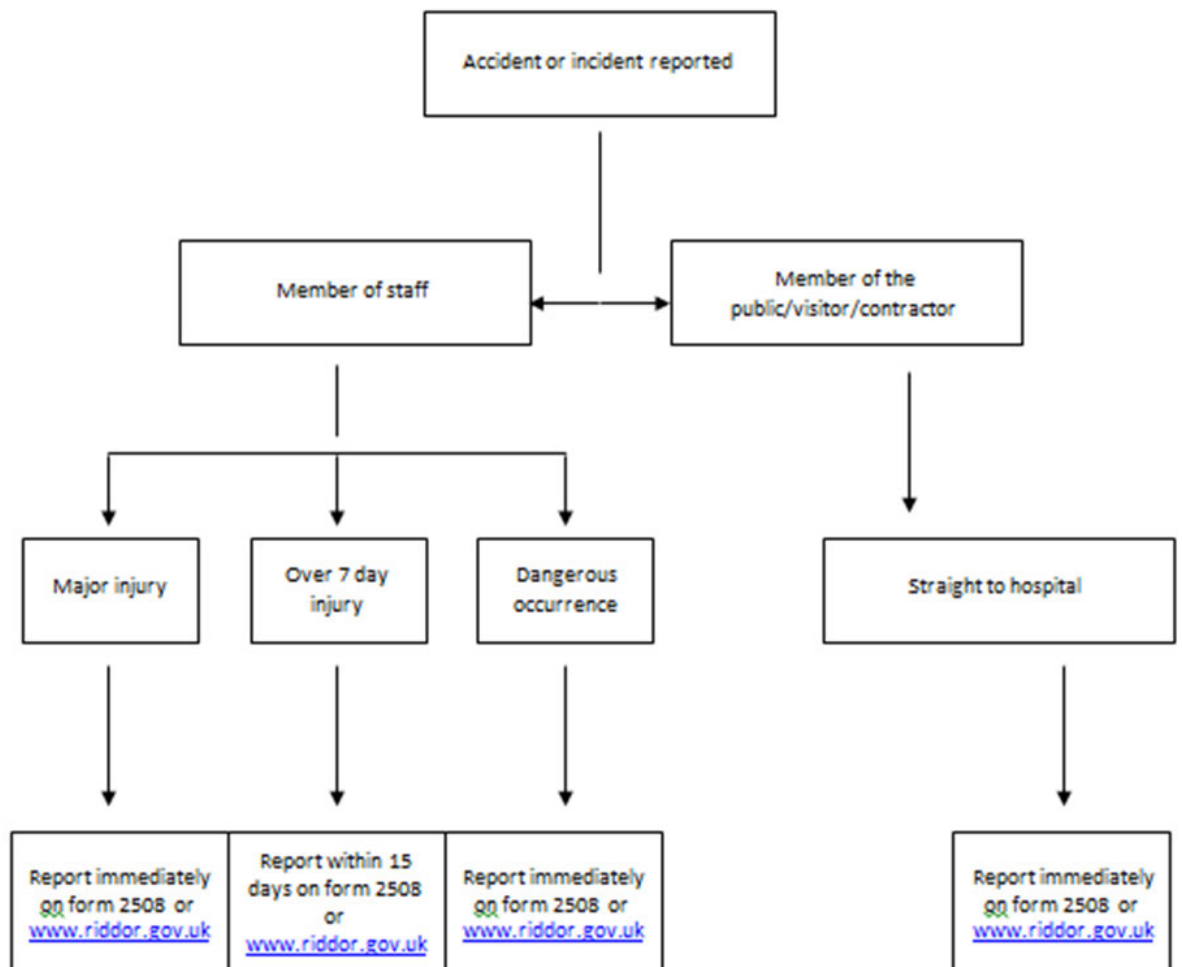 Accident or incident reported
Member of staff
Member of the
public/visitor/contractor
Major injury
Over 7 day
injury
Dangerous
occurrence
Straight to hospital
Report immediately
on form 2508 or
www.riddor.gov.uk
Report within 15
days on form 2508
or
www.riddor.gov.uk
Report immediately
on form 2508 or
www.riddor.gov.uk
Report immediately
on form 2508 or
www.riddor.gov.uk